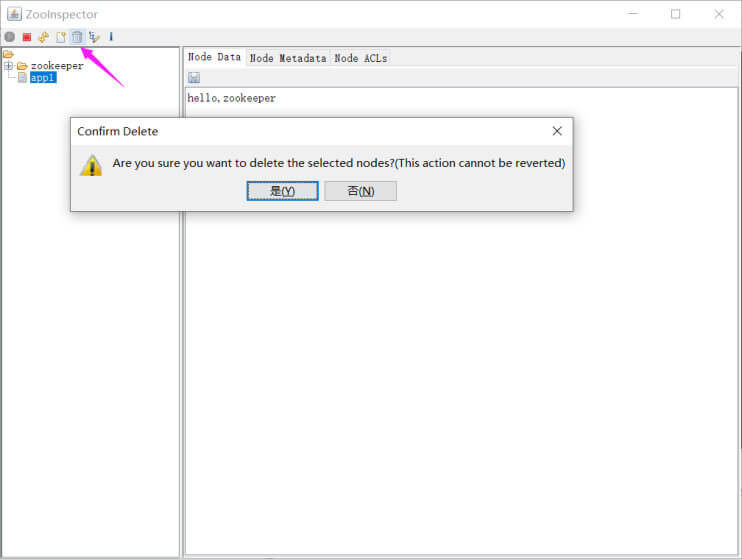 ZooInspector
zookeeper
app1
Node Data Node Metadata Node ACLs
hello,zookeeper
Confirm Delete
Are you sure you want to delete the selected nodes?(This action cannot be reverted)
是(Y) 否(N)